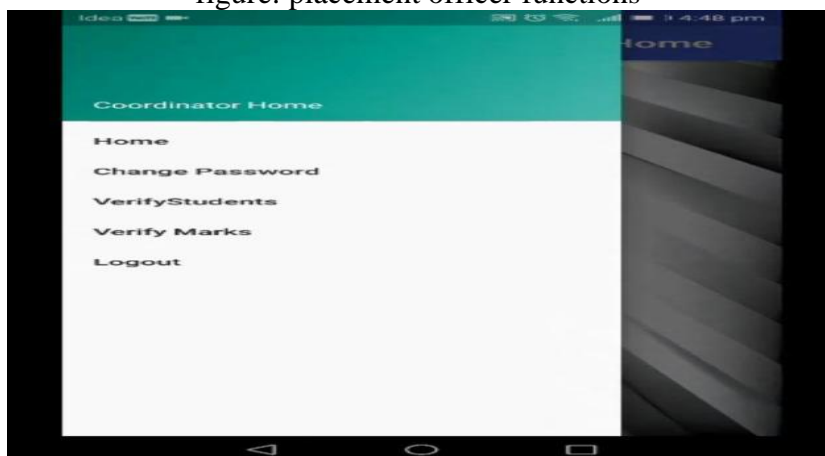 figure: placement officer functions
Idea
4:48 pm
Home
Coordinator Home
Home
Change Password
VerifyStudents
Verify Marks
Logout